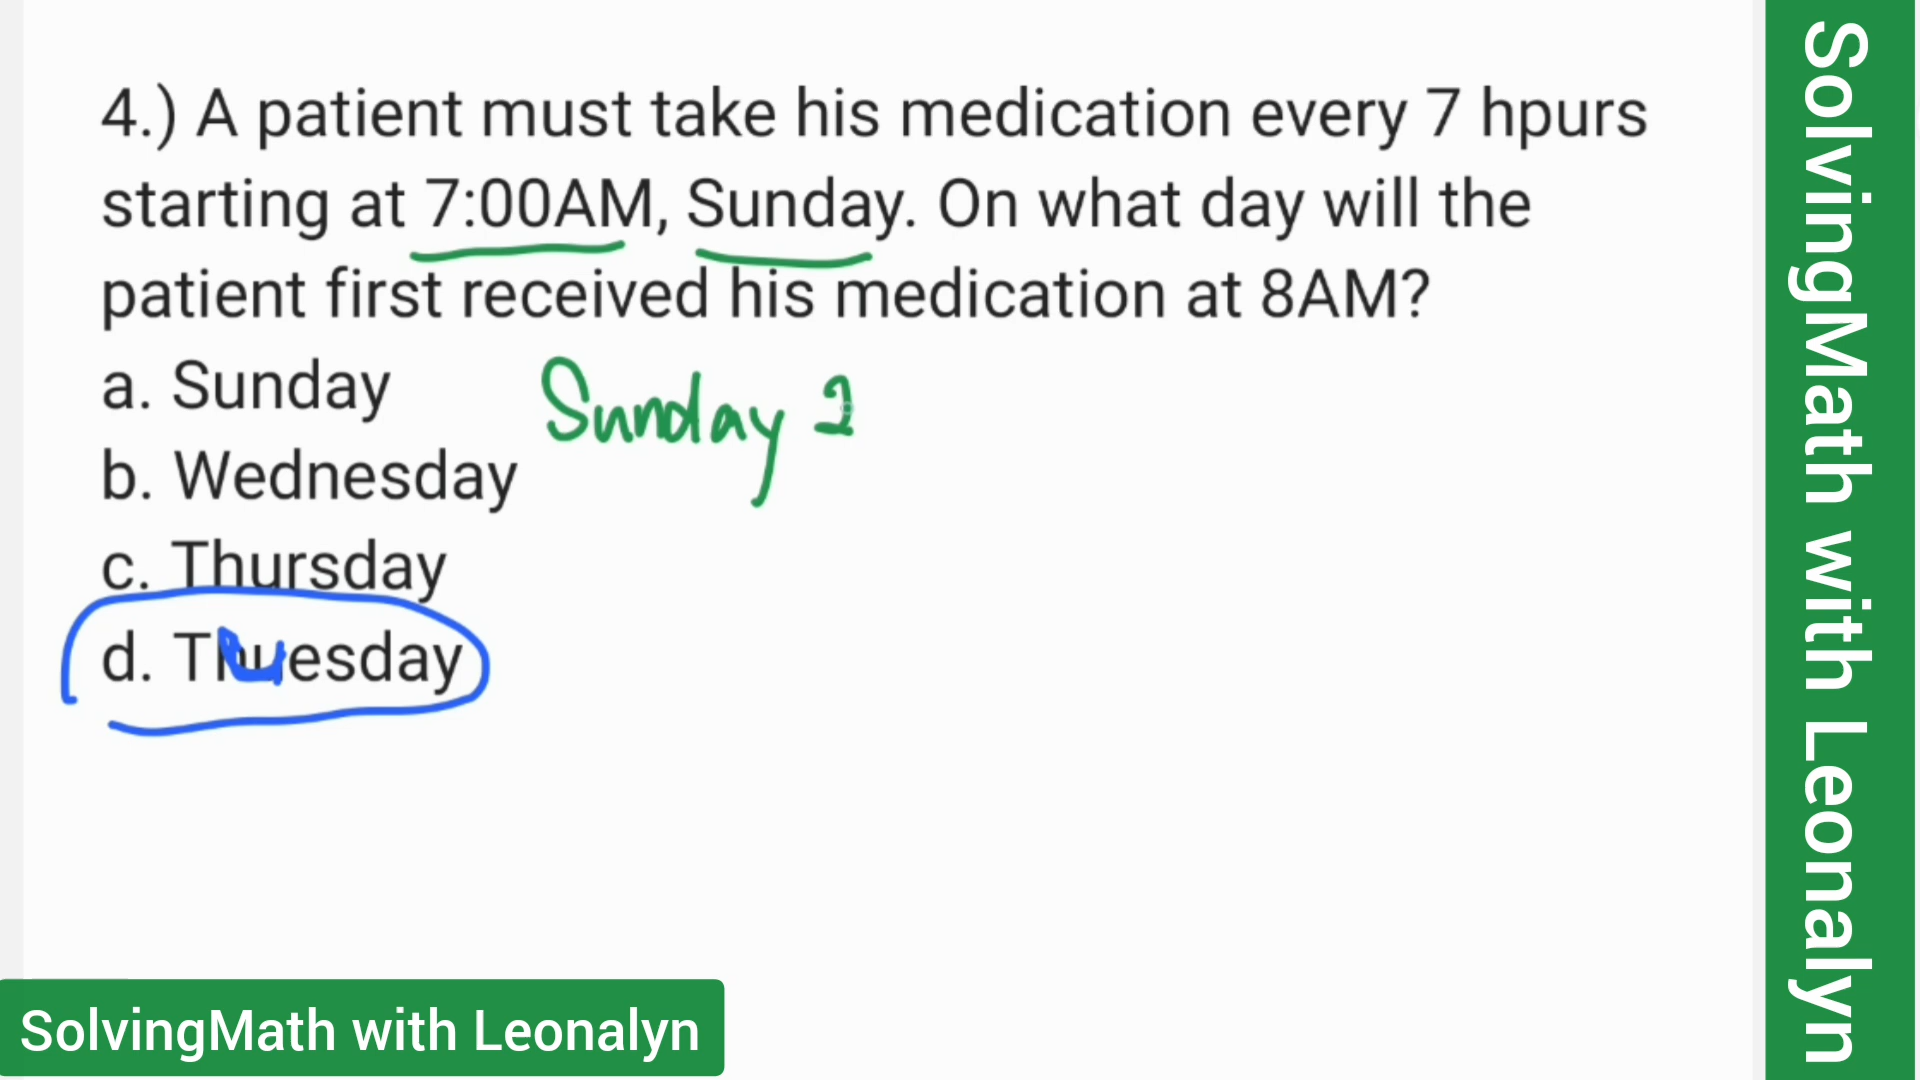 4.) A patient must take his medication every 7 hpurs
starting at 7:00AM, Sunday. On what day will the
patient first received his medication at 8AM?
a. Sunday
Sunday 2
b. Wednesday
c. Thursday
d. Thuesday
SolvingMath with Leonalyn
SolvingMath with Leonalyn